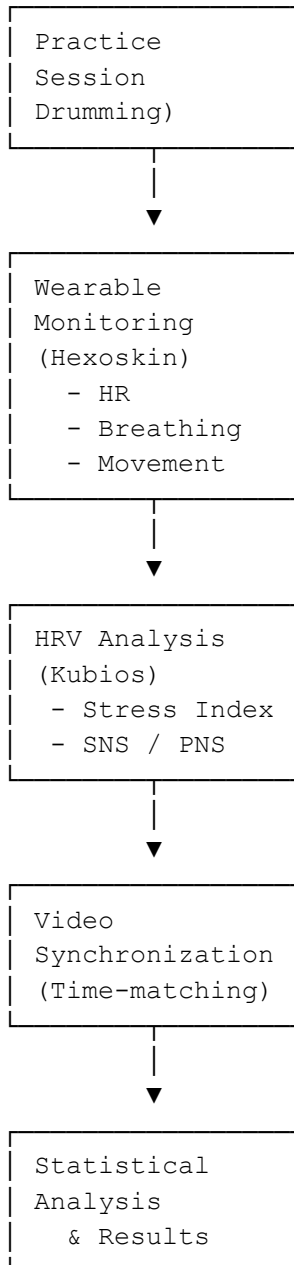 Practice
Session
Drumming)
Wearable
Monitoring
(Hexoskin)
- HR
- Breathing
- Movement
HRV Analysis
(Kubios)
- Stress Index
- SNS / PNS
Video
Synchronization
(Time-matching)
Statistical
Analysis
& Results